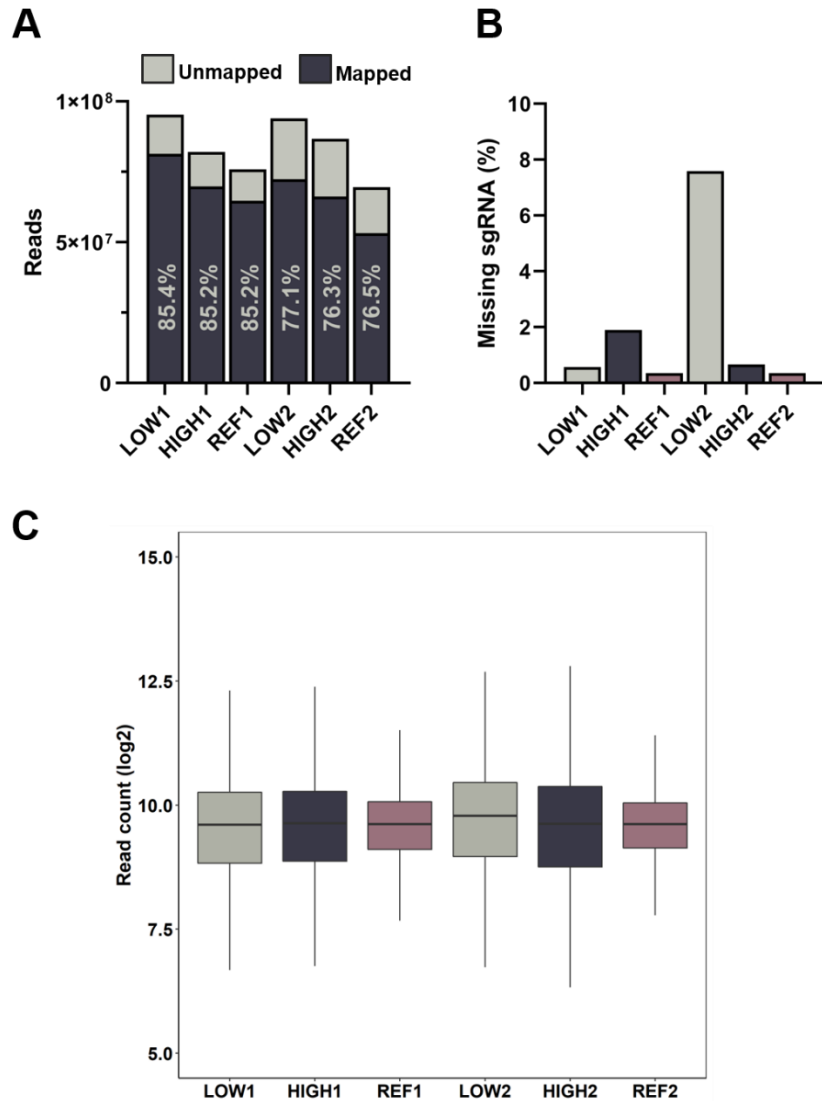 A
Unmapped Mapped
1×10⁸
5×10⁷
0
Reads
85.4%
85.2%
85.2%
77.1%
76.3%
76.5%
LOW1
HIGH1
REF1
LOW2
HIGH2
REF2
B
10
8
6
4
2
0
Missing sgRNA (%)
LOW1
HIGH1
REF1
LOW2
HIGH2
REF2
C
15.0
12.5
10.0
7.5
5.0
Read count (log2)
LOW1 HIGH1 REF1 LOW2 HIGH2 REF2